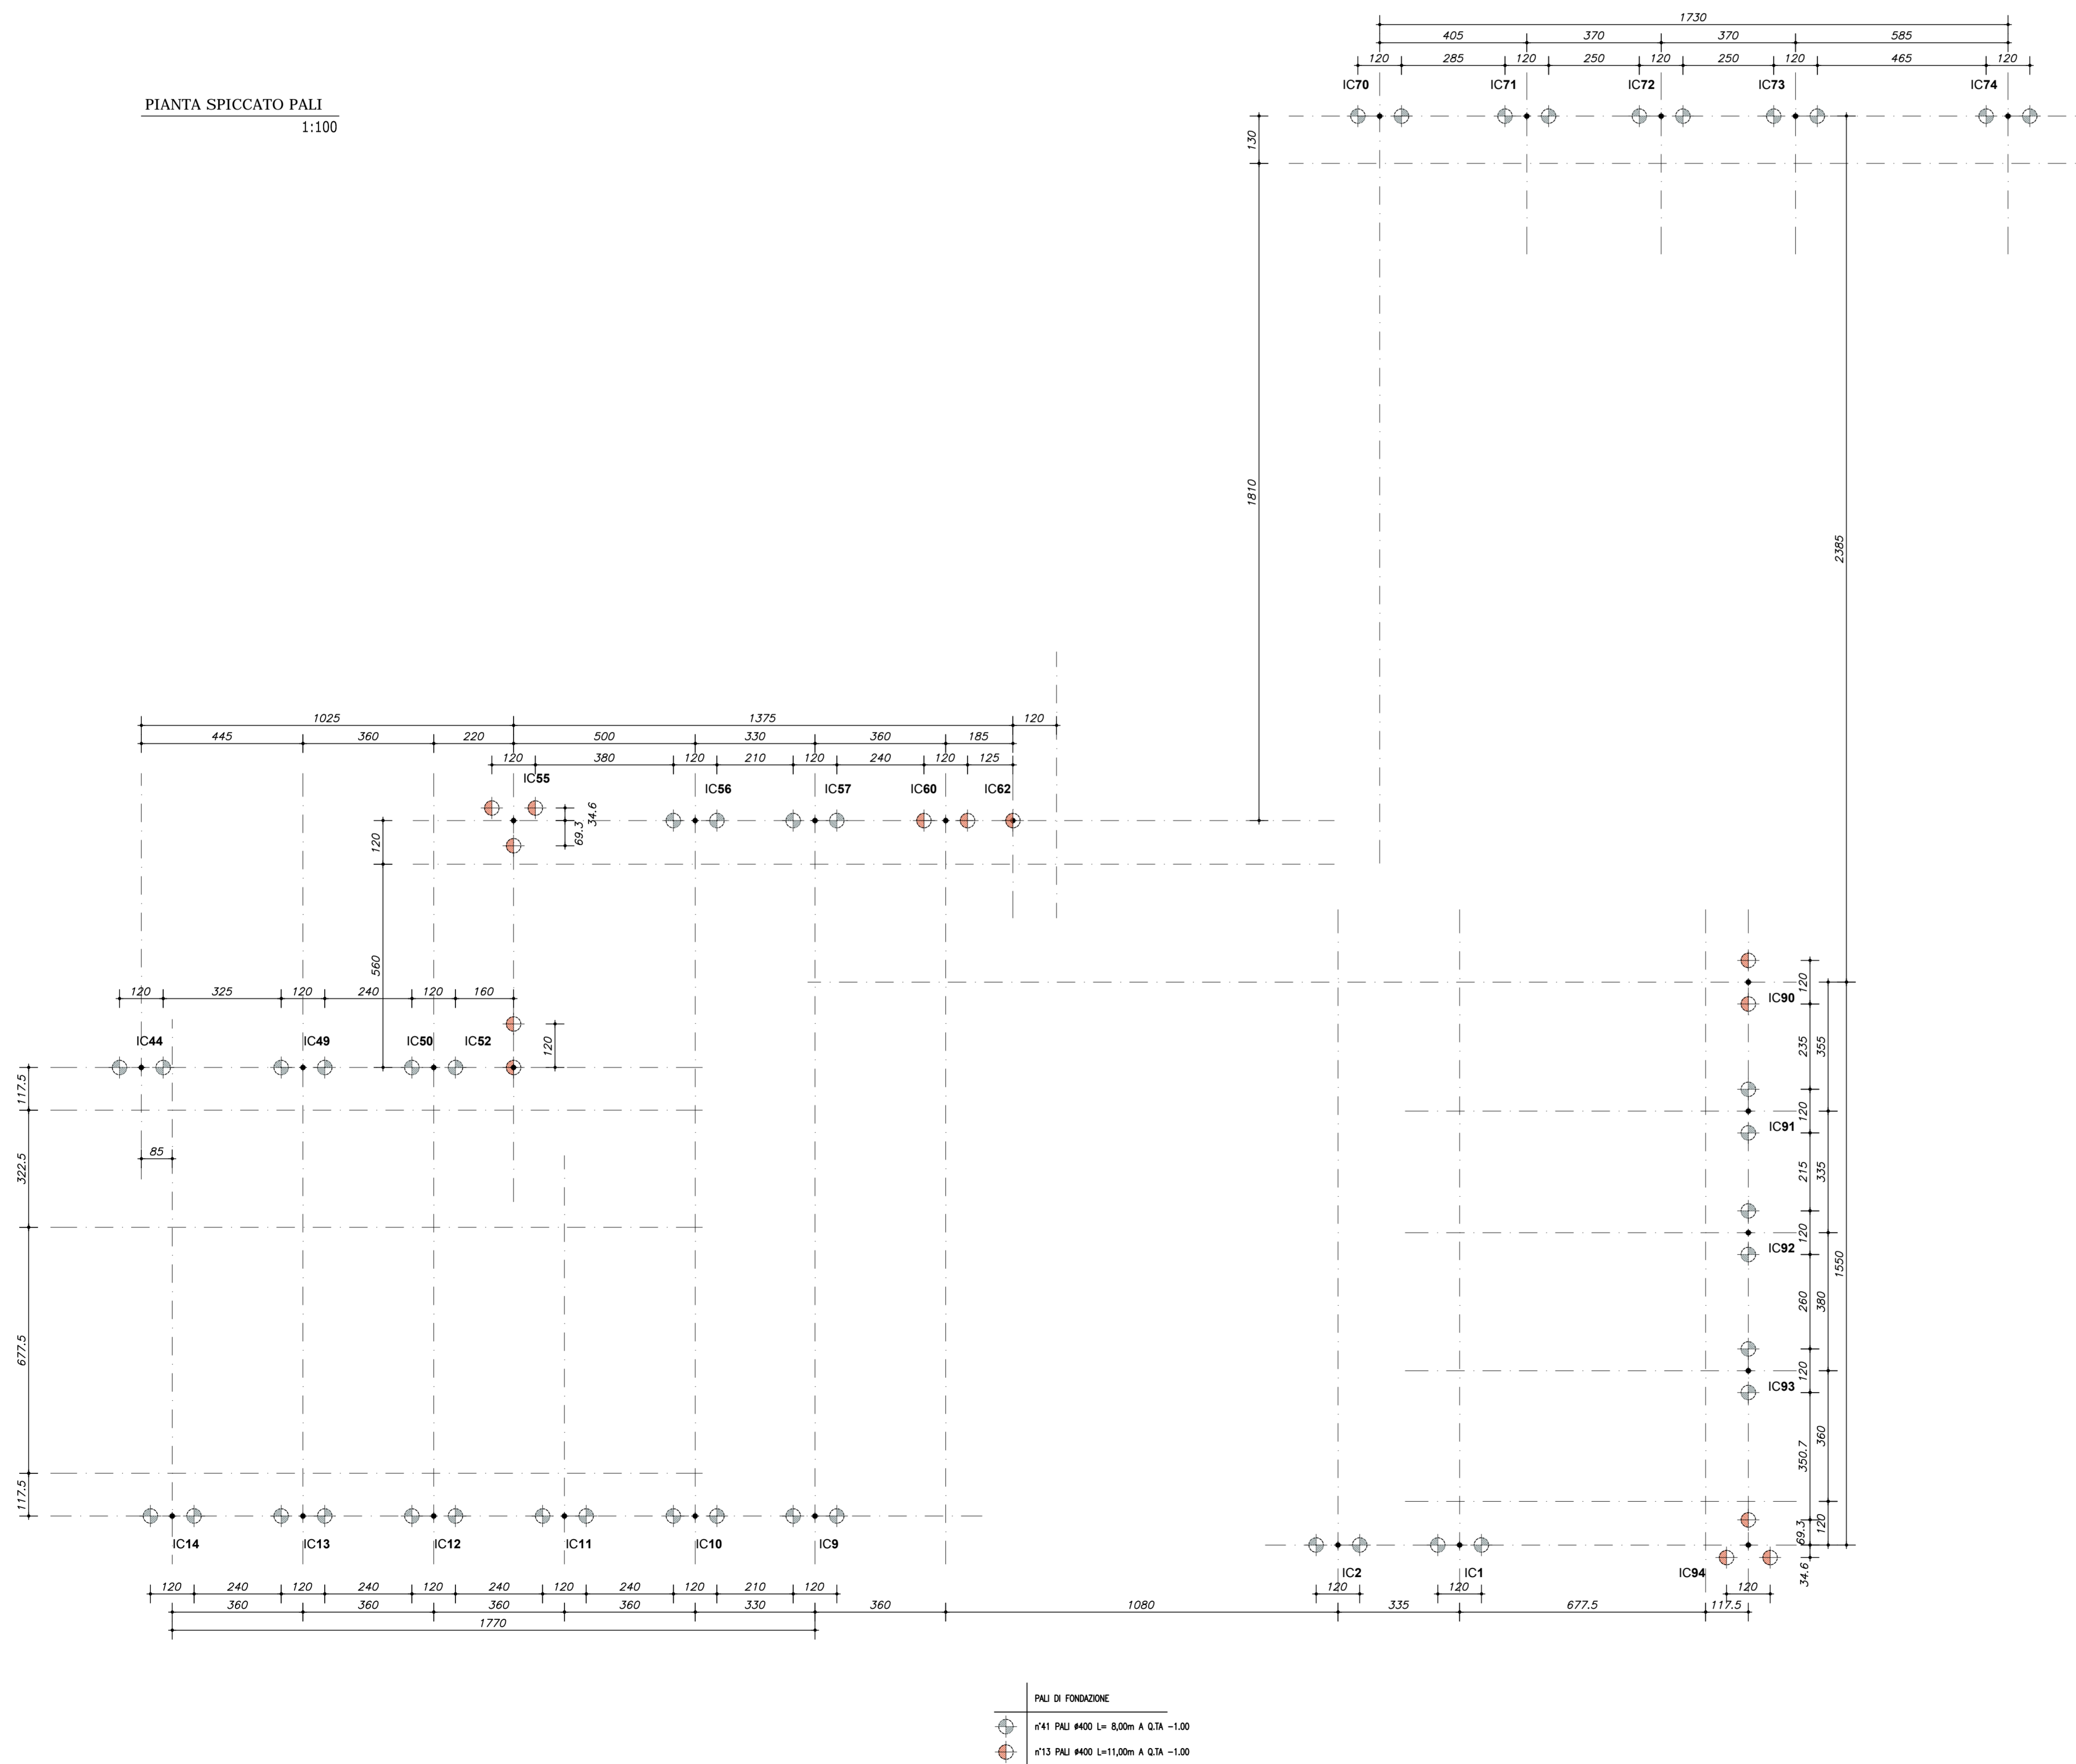 1730
405 370 370 585
120 285 120 250 120 250 120 465 120
IC70 IC71 IC72 IC73 IC74
PIANTA SPICCATO PALI
1:100
130
1810
2385
1025 1375 120
445 360 220 500 330 360 185
120 380 120 210 120 240 120 125
IC55 IC56 IC57 IC60 IC62
34.6
69.3
120
560
120 325 120 240 120 160
IC44 IC49 IC50 IC52
120
117.5
322.5
677.5
117.5
85
IC90
IC91
IC92
IC93
120
235
120
215
120
260
120
350.7
69.3
34.6
355
335
380
360
120
1550
IC14 IC13 IC12 IC11 IC10 IC9
IC2 IC1 IC94
120 120 120
120 240 120 240 120 240 120 240 120 210 120
360 360 360 360 330 360 1080 335 677.5 117.5
1770
PALI DI FONDAZIONE
n°41 PALI ø400 L= 8,00m A Q.TA -1.00
n°13 PALI ø400 L=11,00m A Q.TA -1.00